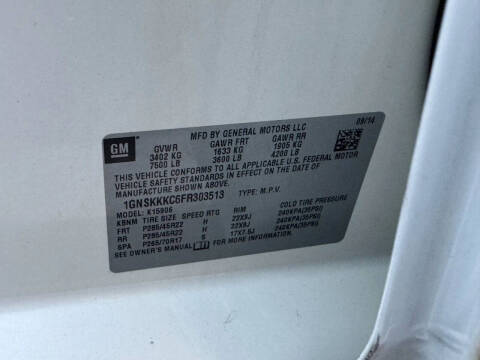 GM
MFD BY GENERAL MOTORS LLC
09/14
GVWR GAWR FRT GAWR RR
3402 KG 1633 KG 1905 KG
7500 LB 3600 LB 4200 LB
THIS VEHICLE CONFORMS TO ALL APPLICABLE U.S. FEDERAL MOTOR
VEHICLE SAFETY STANDARDS IN EFFECT ON THE DATE OF
MANUFACTURE SHOWN ABOVE.
1GNSKKKC6FR303513 TYPE: M.P.V.
MODEL: K15906
KBNM TIRE SIZE SPEED RTG RIM COLD TIRE PRESSURE
FRT P285/45R22 H 22X9J 240KPA(35PSI)
RR P285/45R22 H 22X9J 240KPA(35PSI)
SPA P265/70R17 S 17X7.5J 240KPA(35PSI)
SEE OWNER'S MANUAL